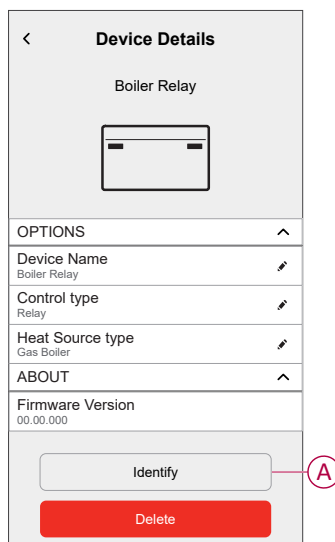 Device Details
Boiler Relay
OPTIONS
Device Name
Boiler Relay
Control type
Relay
Heat Source type
Gas Boiler
ABOUT
Firmware Version
00.00.000
Identify
A
Delete